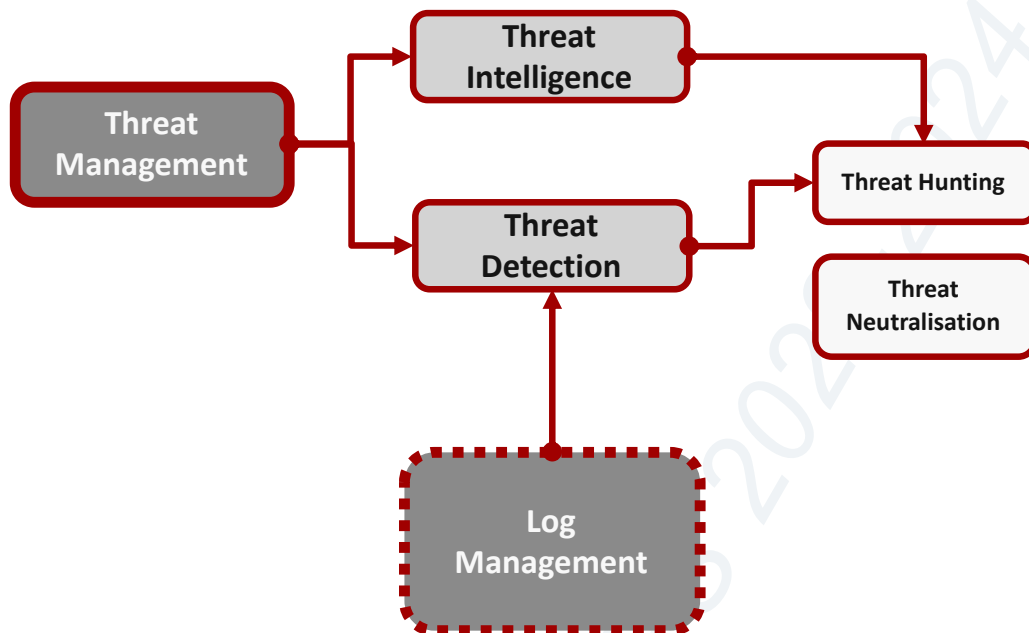 Threat
Intelligence
Threat
Management
Threat Hunting
Threat
Detection
Threat
Neutralisation
Log
Management